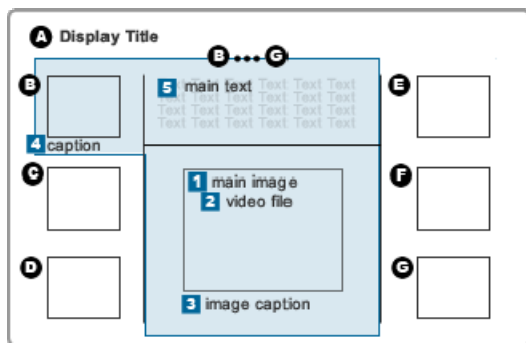 A Display Title
B ••• G
B
5 main text
Text Text Text Text Text Text
Text Text Text Text Text Text
Text Text Text Text Text Text
Text Text Text Text Text Text
E
4 caption
C
1 main image
2 video file
F
D
G
3 image caption